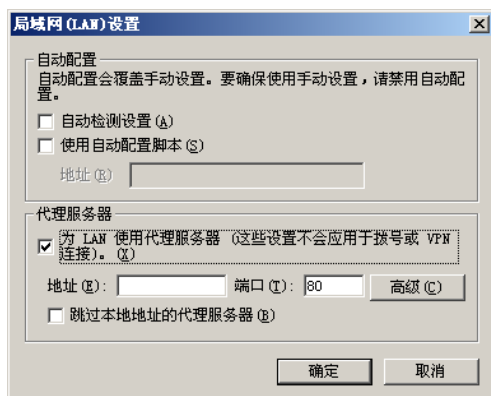 局域网(LAN)设置
自动配置
自动配置会覆盖手动设置。要确保使用手动设置，请禁用自动配
置。
自动检测设置(A)
使用自动配置脚本(S)
地址(R)
代理服务器
为 LAN 使用代理服务器 (这些设置不会应用于拨号或 VPN
连接)。(X)
地址(E): 端口(T): 80 高级(C)
跳过本地地址的代理服务器(B)
确定 取消